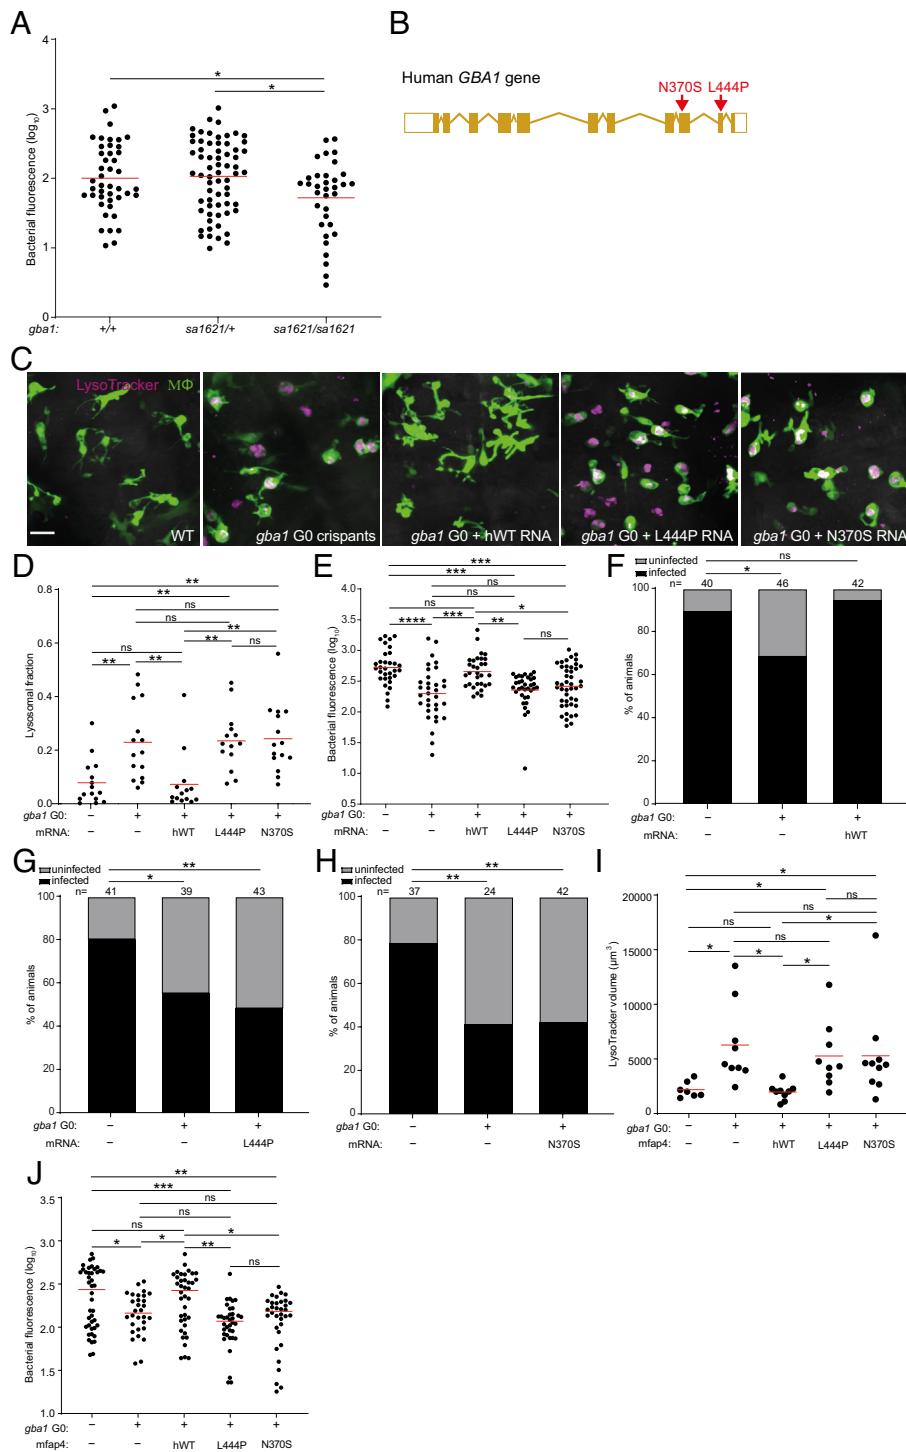 A
Bacterial fluorescence (log10)
4
3
2
1
0
*
*
gba1:
+/+
sa1621/+
sa1621/sa1621
B
Human GBA1 gene
N370S L444P
C
LysoTracker MΦ
WT
gba1 G0 crispants
gba1 G0 + hWT RNA
gba1 G0 + L444P RNA
gba1 G0 + N370S RNA
D
Lysosomal fraction
0.8
0.6
0.4
0.2
0.0
**
**
ns
ns
**
ns
**
ns
** **
gba1 G0: – + + + +
mRNA: – – hWT L444P N370S
E
Bacterial fluorescence (log10)
4.0
3.5
3.0
2.5
2.0
1.5
1.0
0.5
***
***
ns
ns
ns *
**** *** **
ns
gba1 G0: – + + + +
mRNA: – – hWT L444P N370S
F
uninfected
infected
ns
*
n= 40 46 42
% of animals
100
80
60
40
20
0
gba1 G0: – + +
mRNA: – – hWT
G
uninfected
infected
**
*
n= 41 39 43
% of animals
100
80
60
40
20
0
gba1 G0: – + +
mRNA: – – L444P
H
uninfected
infected
**
**
n= 37 24 42
% of animals
100
80
60
40
20
0
gba1 G0: – + +
mRNA: – – N370S
I
LysoTracker volume (µm3)
20000
15000
10000
5000
0
*
*
ns
ns
ns *
ns
* * *
gba1 G0: – + + + +
mfap4: – – hWT L444P N370S
J
Bacterial fluorescence (log10)
3.5
3.0
2.5
2.0
1.5
1.0
**
***
ns
ns
ns *
* * **
ns
gba1 G0: – + + + +
mfap4: – – hWT L444P N370S